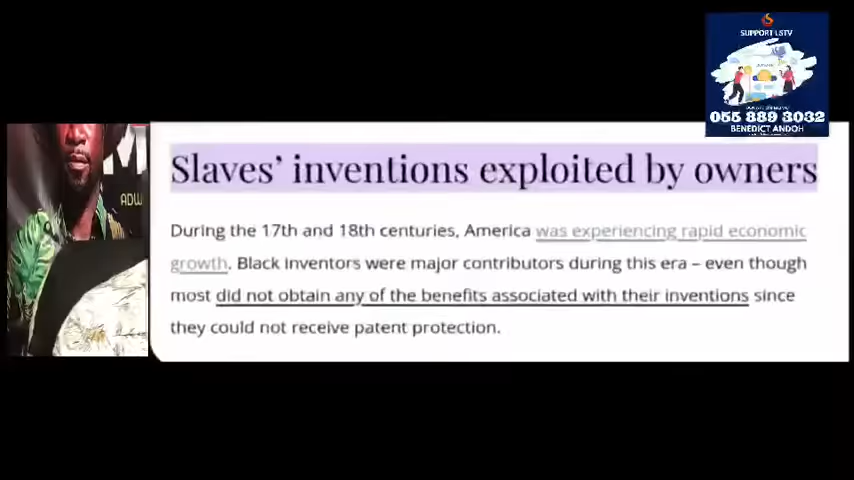 SUPPORT LSTV
055 889 3032
BENEDICT ANDOH
ADW
Slaves' inventions exploited by owners
During the 17th and 18th centuries, America was experiencing rapid economic
growth. Black inventors were major contributors during this era – even though
most did not obtain any of the benefits associated with their inventions since
they could not receive patent protection.